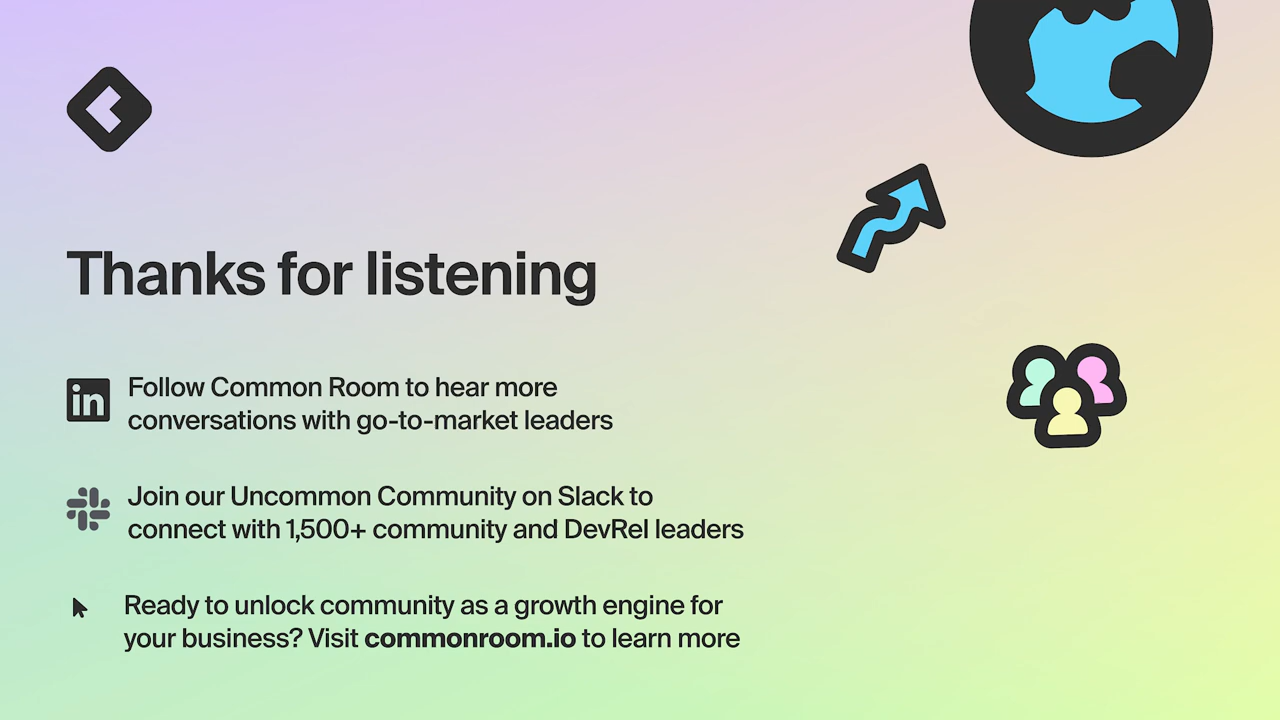 Thanks for listening
in
Follow Common Room to hear more
conversations with go-to-market leaders
Join our Uncommon Community on Slack to
connect with 1,500+ community and DevRel leaders
Ready to unlock community as a growth engine for
your business? Visit commonroom.io to learn more